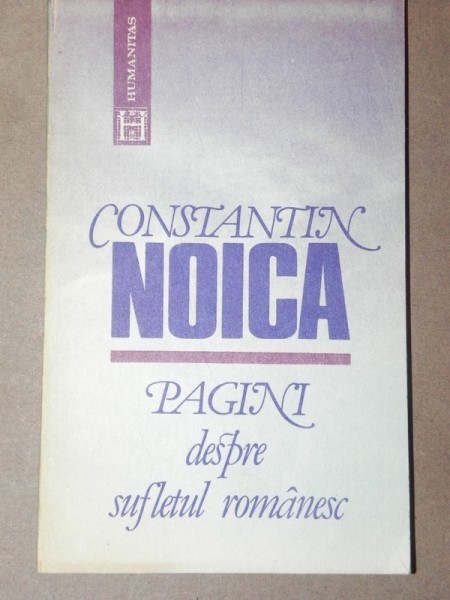 HUMANITAS
CONSTANTIN
NOICA
PAGINI
despre
sufletul românesc